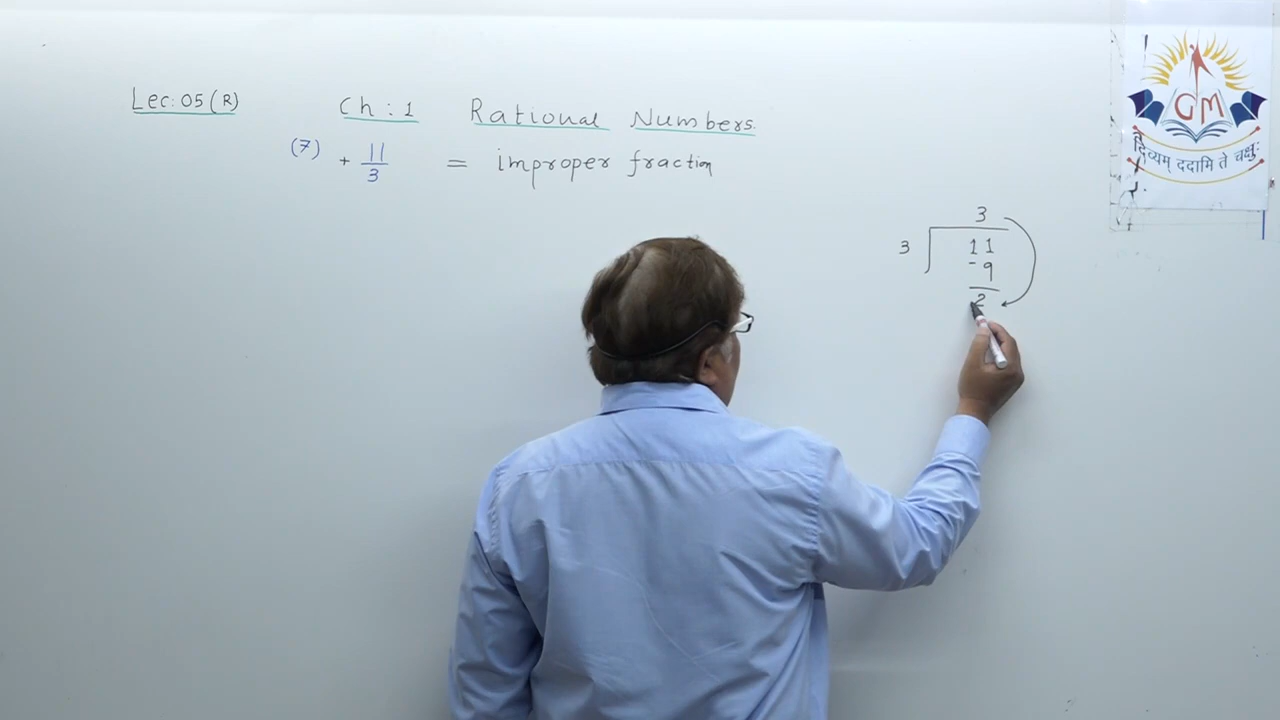 Lec: 05 (R) Ch : 1 Rational Numbers.
(7) + 11/3 = improper fraction
3
3 11
- 9
2
GM
दिव्यम् ददामि ते चक्षुः